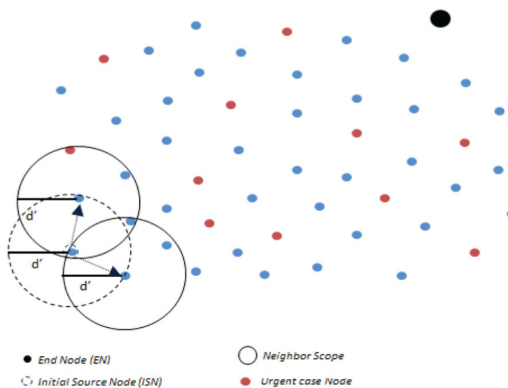 d'
d'
d'
End Node (EN)
Neighbor Scope
Initial Source Node (ISN)
Urgent case Node